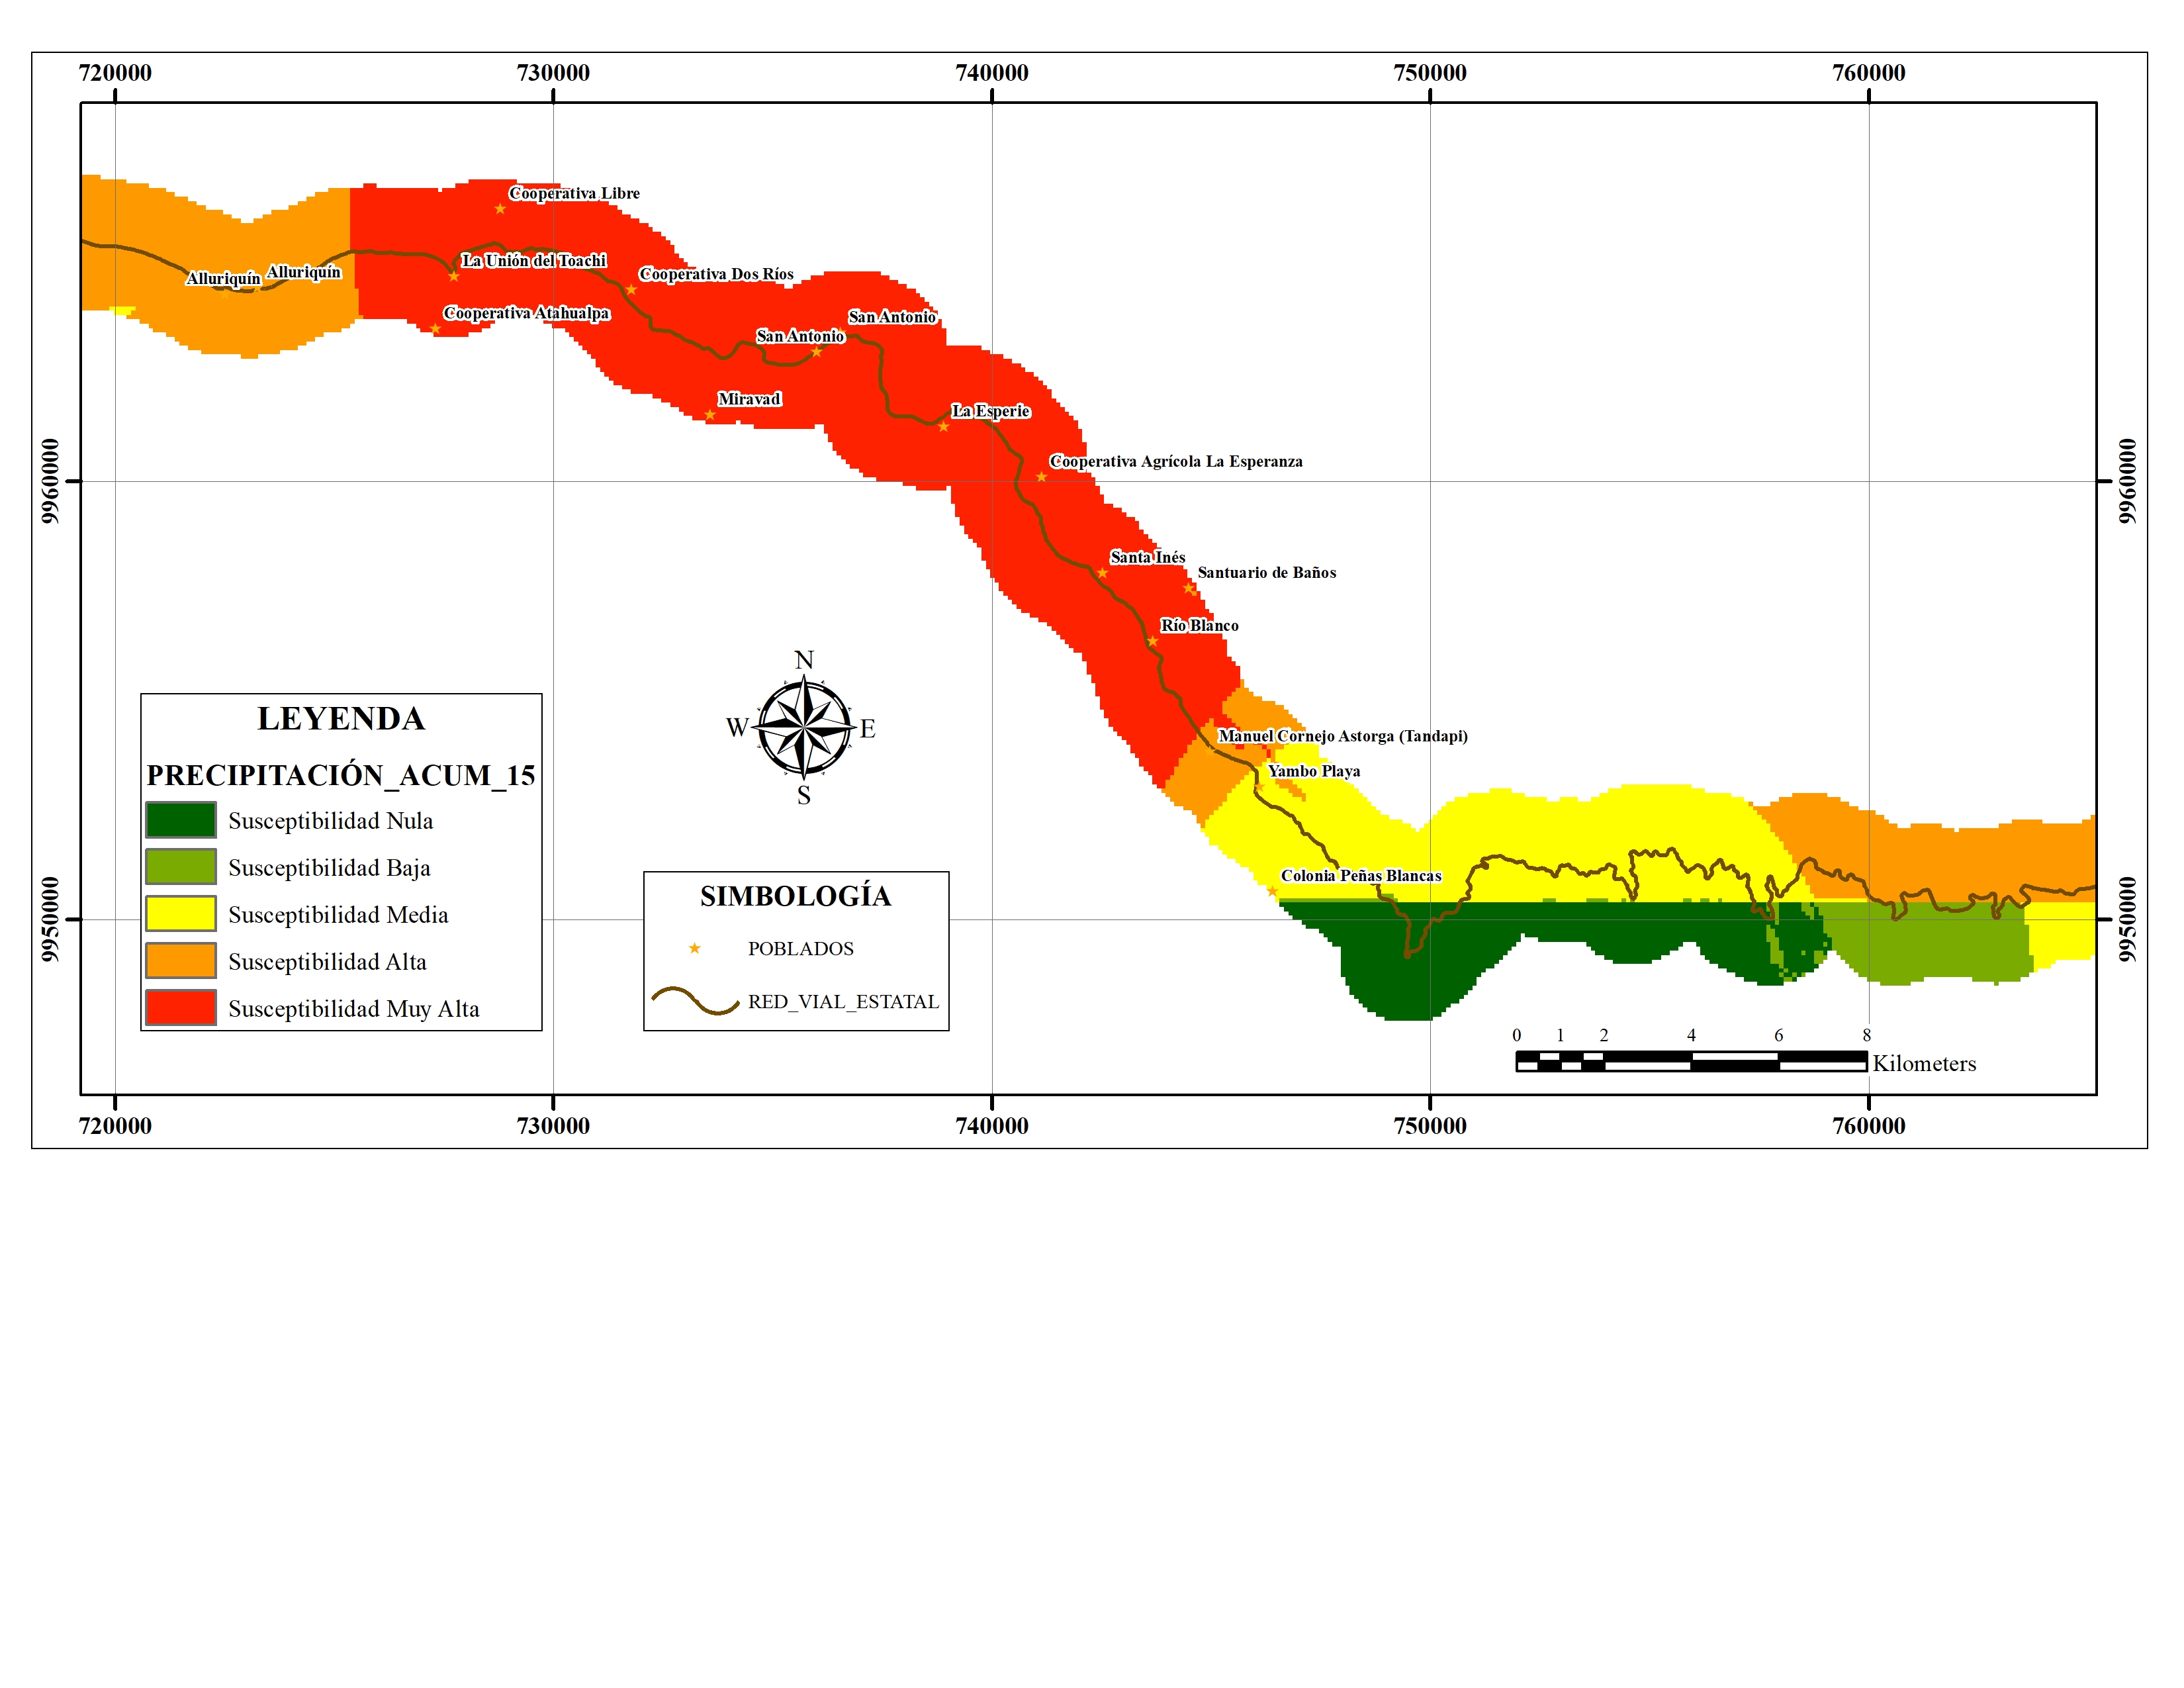 720000 730000 740000 750000 760000
Cooperativa Libre
La Unión del Toachi
Alluriquín
Alluriquín
Cooperativa Dos Ríos
Cooperativa Atahualpa
San Antonio
San Antonio
Miravad
La Esperie
9960000
9960000
Cooperativa Agrícola La Esperanza
Santa Inés
Santuario de Baños
Río Blanco
Manuel Cornejo Astorga (Tandapi)
Yambo Playa
Colonia Peñas Blancas
9950000
9950000
N
W E
S
LEYENDA
PRECIPITACIÓN_ACUM_15
Susceptibilidad Nula
Susceptibilidad Baja
Susceptibilidad Media
Susceptibilidad Alta
Susceptibilidad Muy Alta
SIMBOLOGÍA
POBLADOS
RED_VIAL_ESTATAL
0 1 2 4 6 8
Kilometers
720000 730000 740000 750000 760000